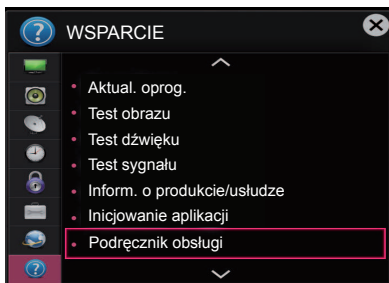 WSPARCIE
Aktual. oprog.
Test obrazu
Test dźwięku
Test sygnału
Inform. o produkcie/usłudze
Inicjowanie aplikacji
Podręcznik obsługi